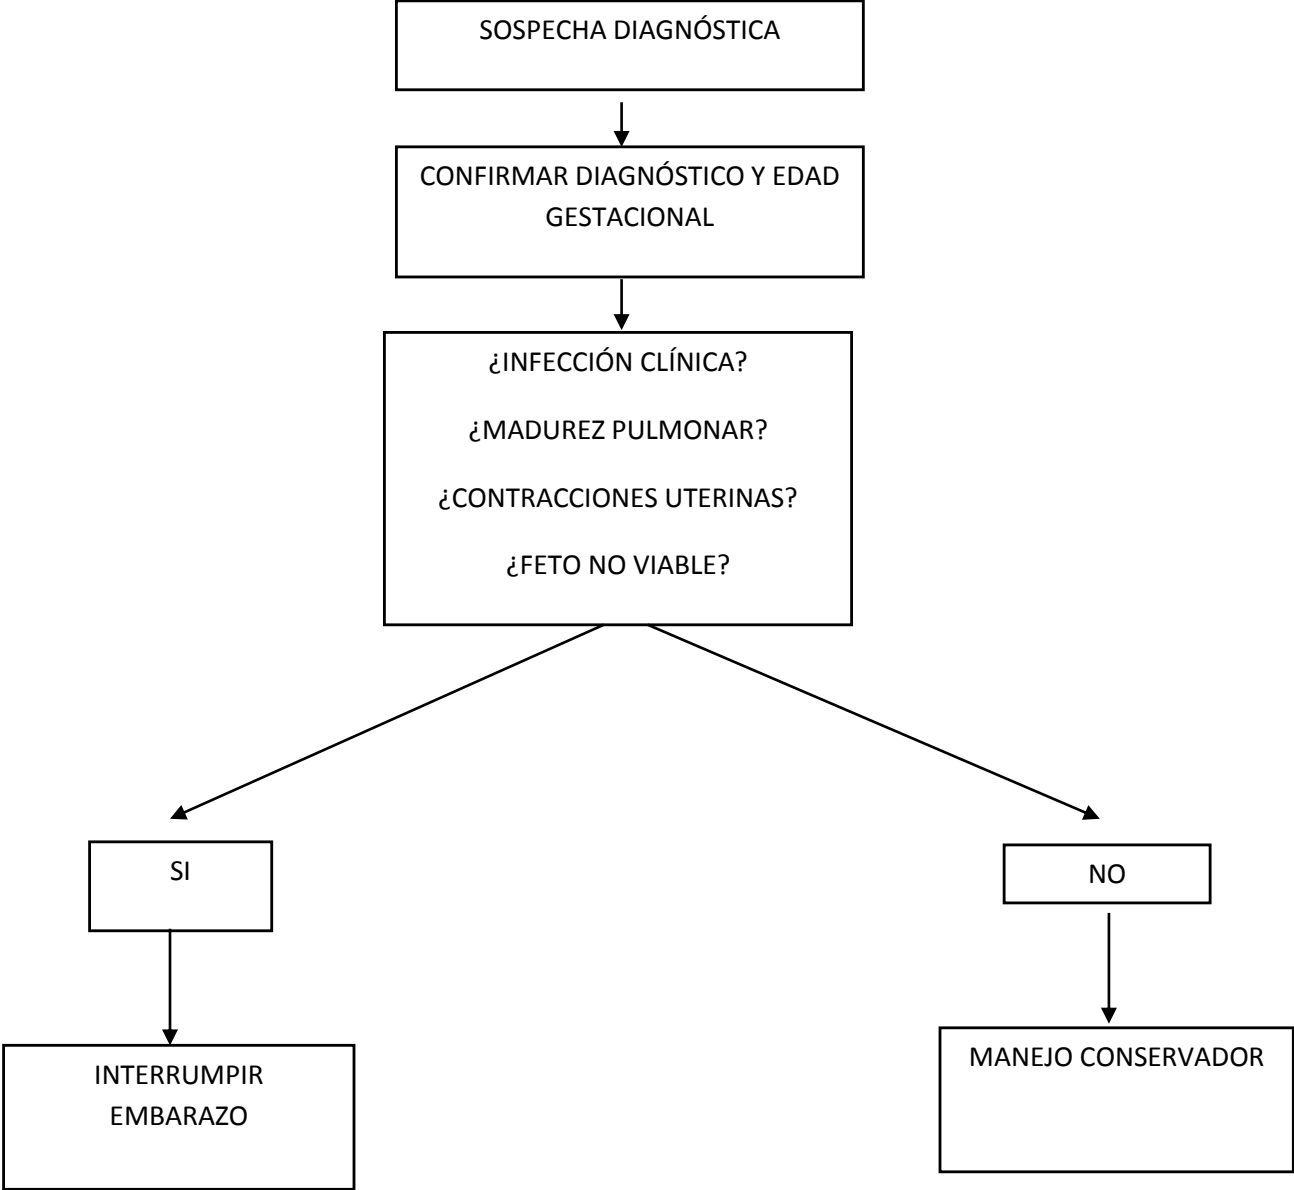 SOSPECHA DIAGNÓSTICA
CONFIRMAR DIAGNÓSTICO Y EDAD
GESTACIONAL
¿INFECCIÓN CLÍNICA?
¿MADUREZ PULMONAR?
¿CONTRACCIONES UTERINAS?
¿FETO NO VIABLE?
SI
NO
INTERRUMPIR
EMBARAZO
MANEJO CONSERVADOR